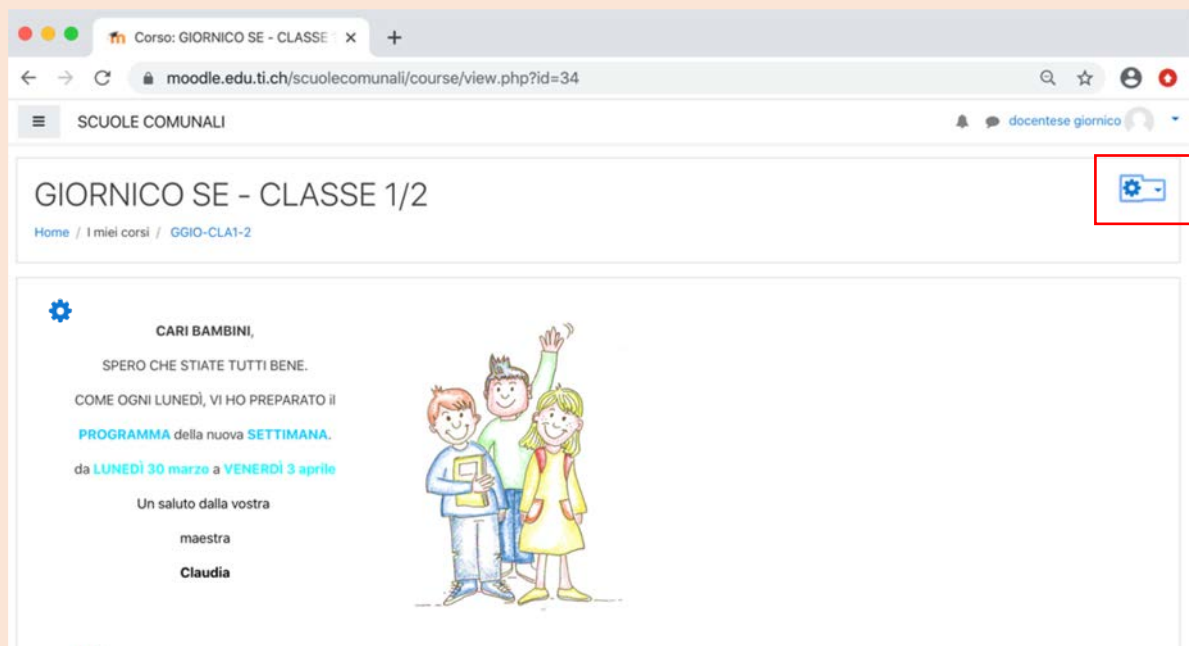 Corso: GIORNICO SE - CLASSE
moodle.edu.ti.ch/scuolecomunali/course/view.php?id=34
SCUOLE COMUNALI
docentese giornico
GIORNICO SE - CLASSE 1/2
Home / I miei corsi / GGIO-CLA1-2
CARI BAMBINI,
SPERO CHE STIATE TUTTI BENE.
COME OGNI LUNEDÌ, VI HO PREPARATO il
PROGRAMMA della nuova SETTIMANA.
da LUNEDÌ 30 marzo a VENERDÌ 3 aprile
Un saluto dalla vostra
maestra
Claudia